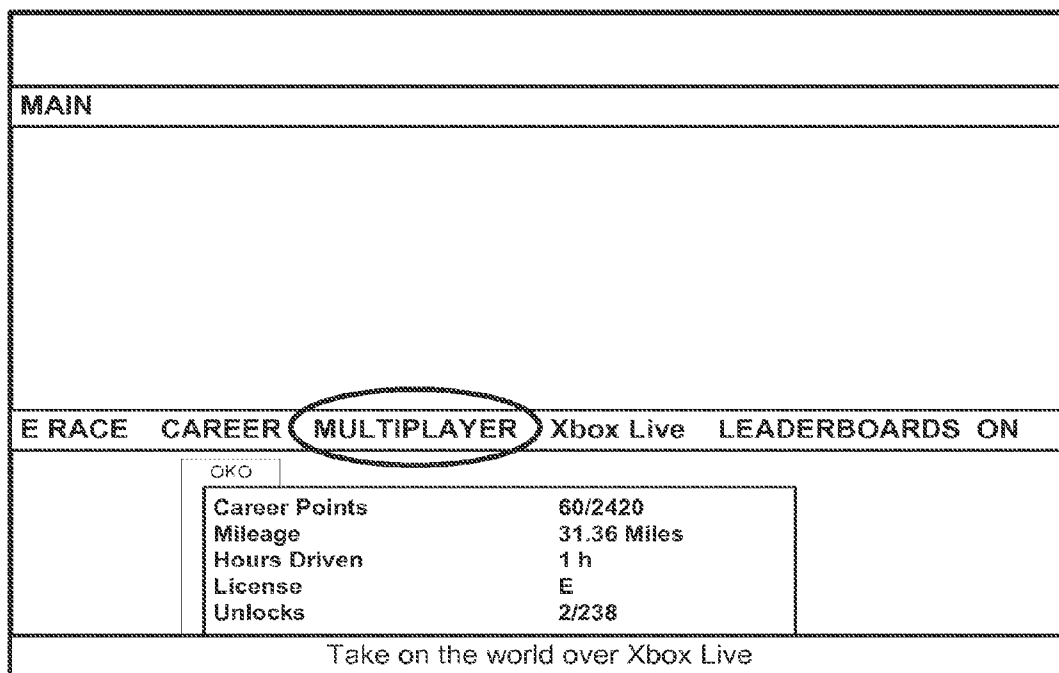 MAIN
E RACE CAREER MULTIPLAYER Xbox Live LEADERBOARDS ON
OKO
Career Points 60/2420
Mileage 31.36 Miles
Hours Driven 1 h
License E
Unlocks 2/238
Take on the world over Xbox Live